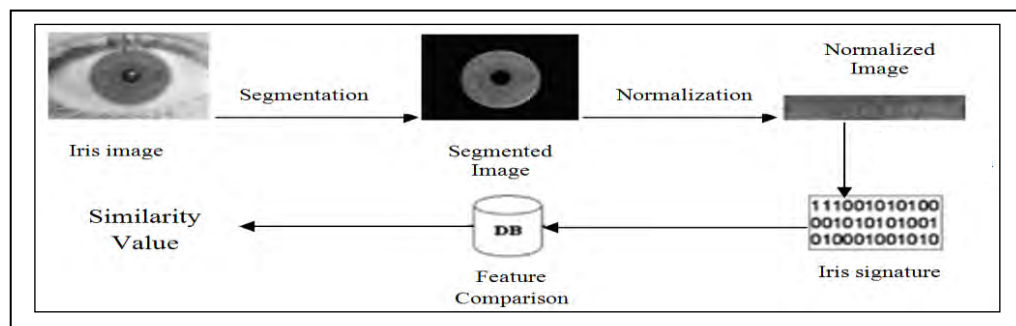 Iris image
Segmentation
Segmented
Image
Normalization
Normalized
Image
111001010100
001010101001
010001001010
Iris signature
DB
Feature
Comparison
Similarity
Value